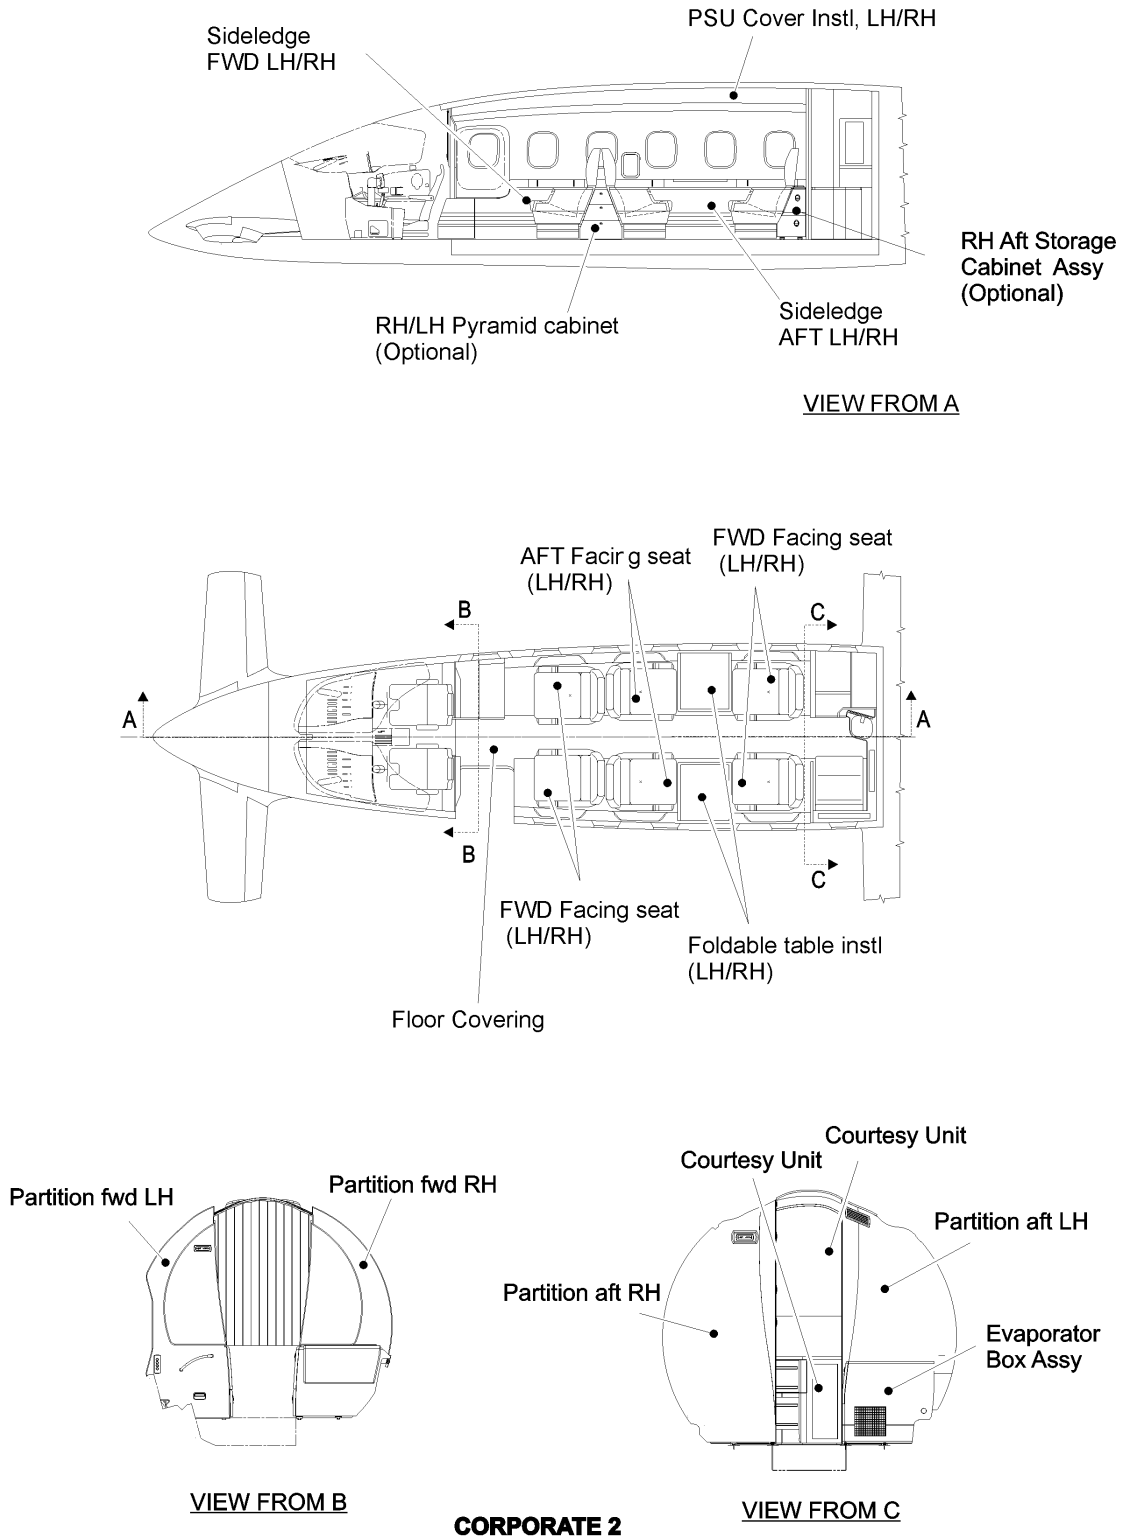 PSU Cover Instl, LH/RH
Sideledge
FWD LH/RH
RH Aft Storage
Cabinet Assy
(Optional)
Sideledge
AFT LH/RH
RH/LH Pyramid cabinet
(Optional)
VIEW FROM A
AFT Facir g seat
(LH/RH)
FWD Facing seat
(LH/RH)
B
C
A
A
B
C
FWD Facing seat
(LH/RH)
Foldable table instl
(LH/RH)
Floor Covering
Partition fwd LH
Partition fwd RH
VIEW FROM B
Courtesy Unit
Courtesy Unit
Partition aft LH
Partition aft RH
Evaporator
Box Assy
VIEW FROM C
CORPORATE 2